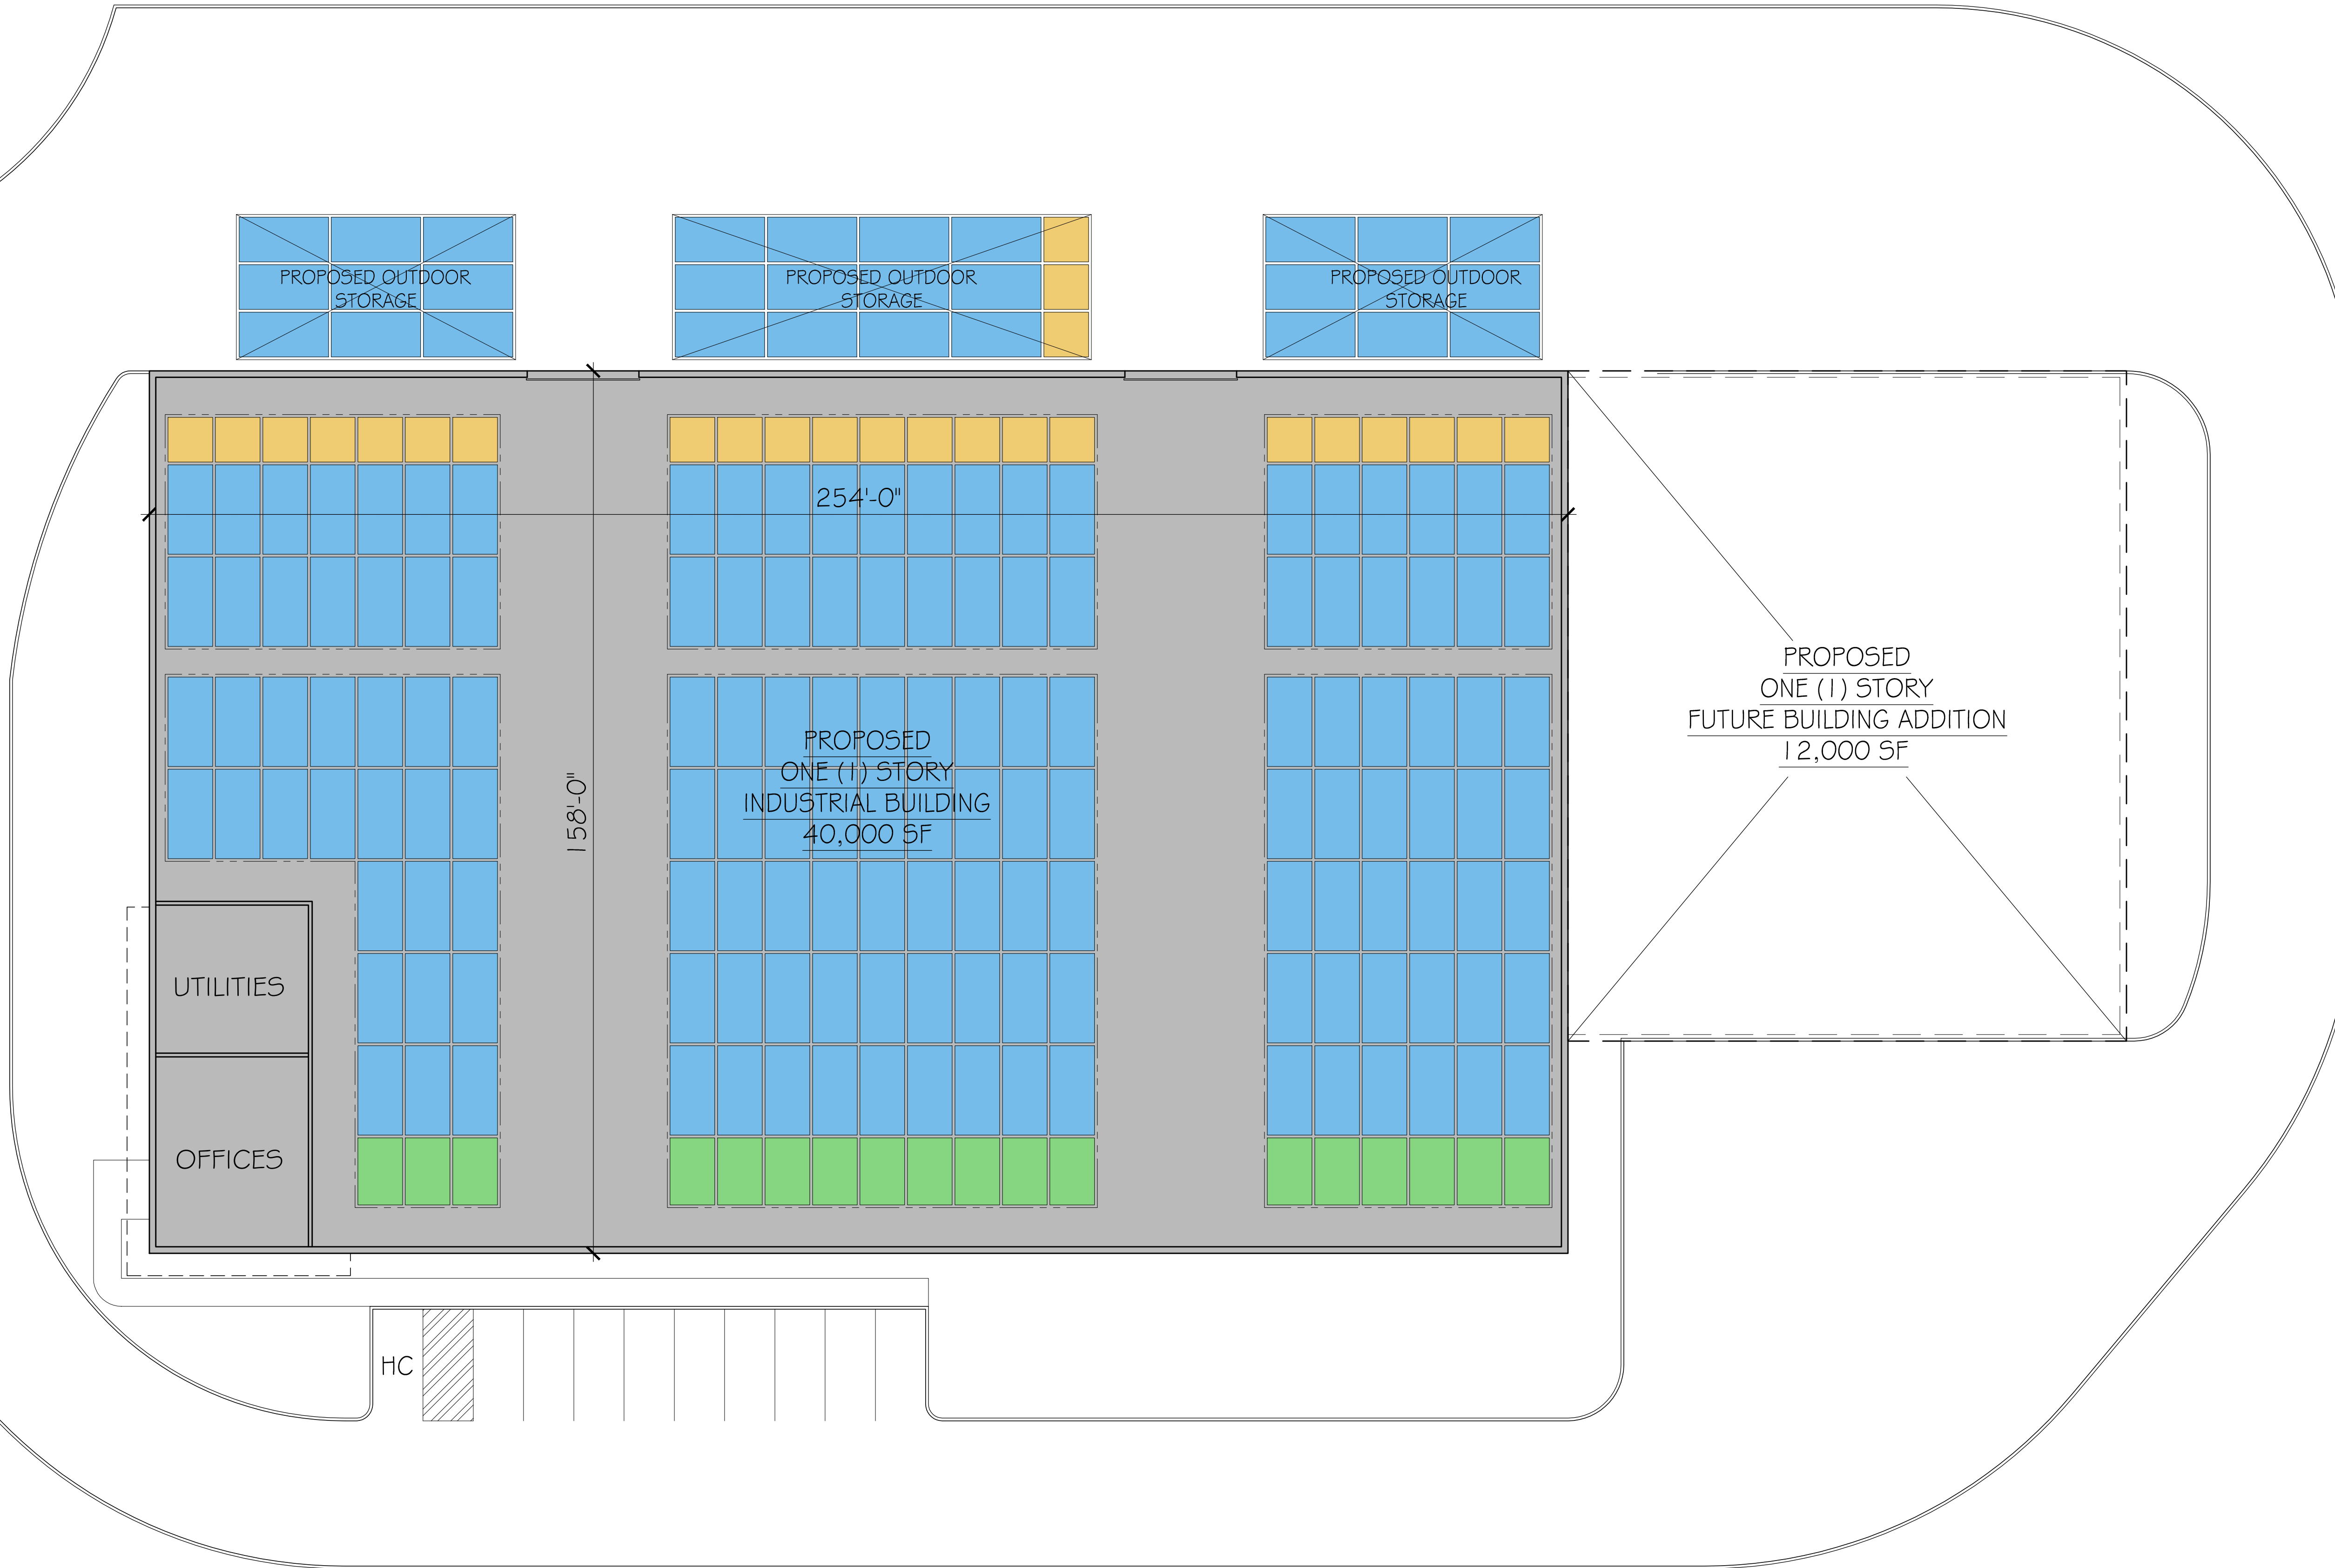 PROPOSED OUTDOOR
STORAGE
PROPOSED OUTDOOR
STORAGE
PROPOSED OUTDOOR
STORAGE
254'-0"
158'-0"
PROPOSED
ONE (1) STORY
INDUSTRIAL BUILDING
40,000 SF
PROPOSED
ONE (1) STORY
FUTURE BUILDING ADDITION
12,000 SF
UTILITIES
OFFICES
HC